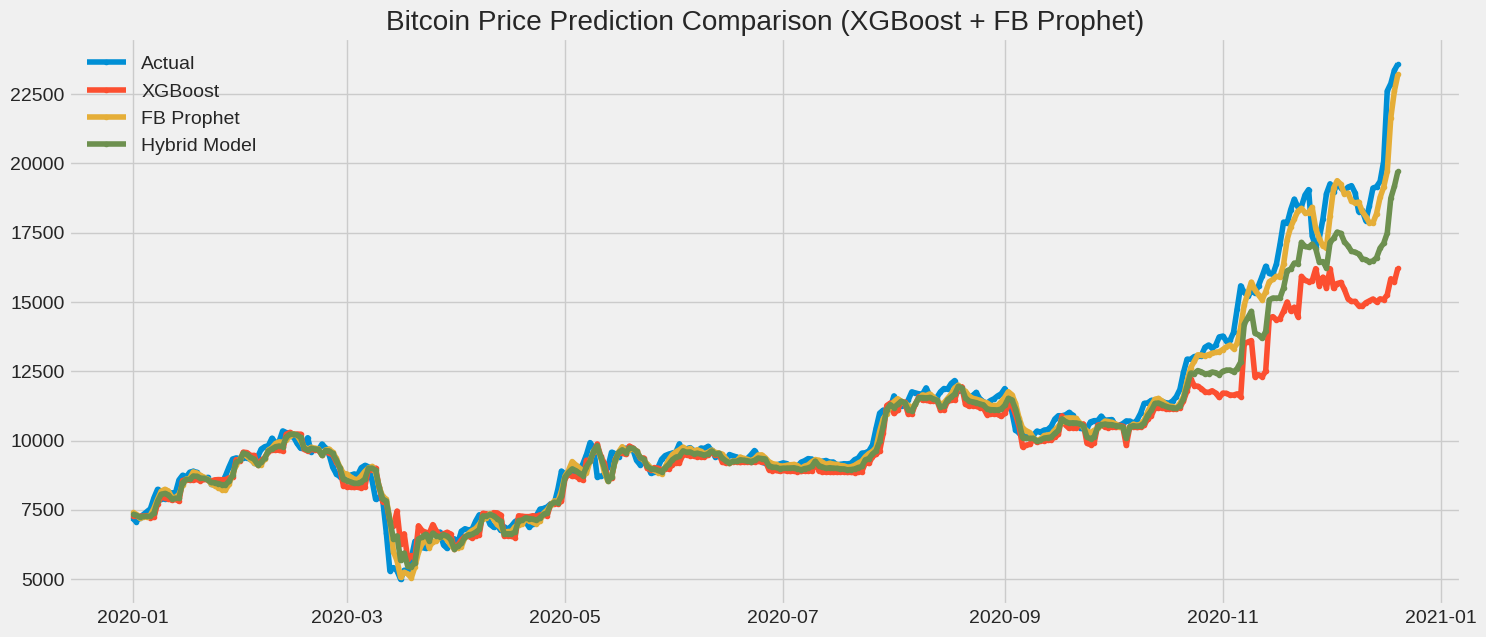 Bitcoin Price Prediction Comparison (XGBoost + FB Prophet)
Actual
XGBoost
FB Prophet
Hybrid Model
22500
20000
17500
15000
12500
10000
7500
5000
2020-01 2020-03 2020-05 2020-07 2020-09 2020-11 2021-01